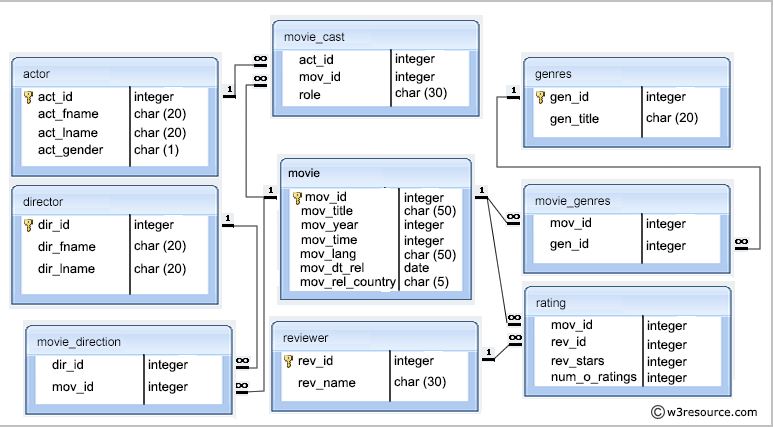 movie_cast
act_id integer
mov_id integer
role char (30)
actor
act_id integer
act_fname char (20)
act_lname char (20)
act_gender char (1)
genres
gen_id integer
gen_title char (20)
movie
mov_id integer
mov_title char (50)
mov_year integer
mov_time integer
mov_lang char (50)
mov_dt_rel date
mov_rel_country char (5)
director
dir_id integer
dir_fname char (20)
dir_lname char (20)
movie_genres
mov_id integer
gen_id integer
movie_direction
dir_id integer
mov_id integer
reviewer
rev_id integer
rev_name char (30)
rating
mov_id integer
rev_id integer
rev_stars integer
num_o_ratings integer
1 ∞
∞
1 ∞
1 1
1 ∞
∞
1 ∞
∞
1 ∞
∞
© w3resource.com